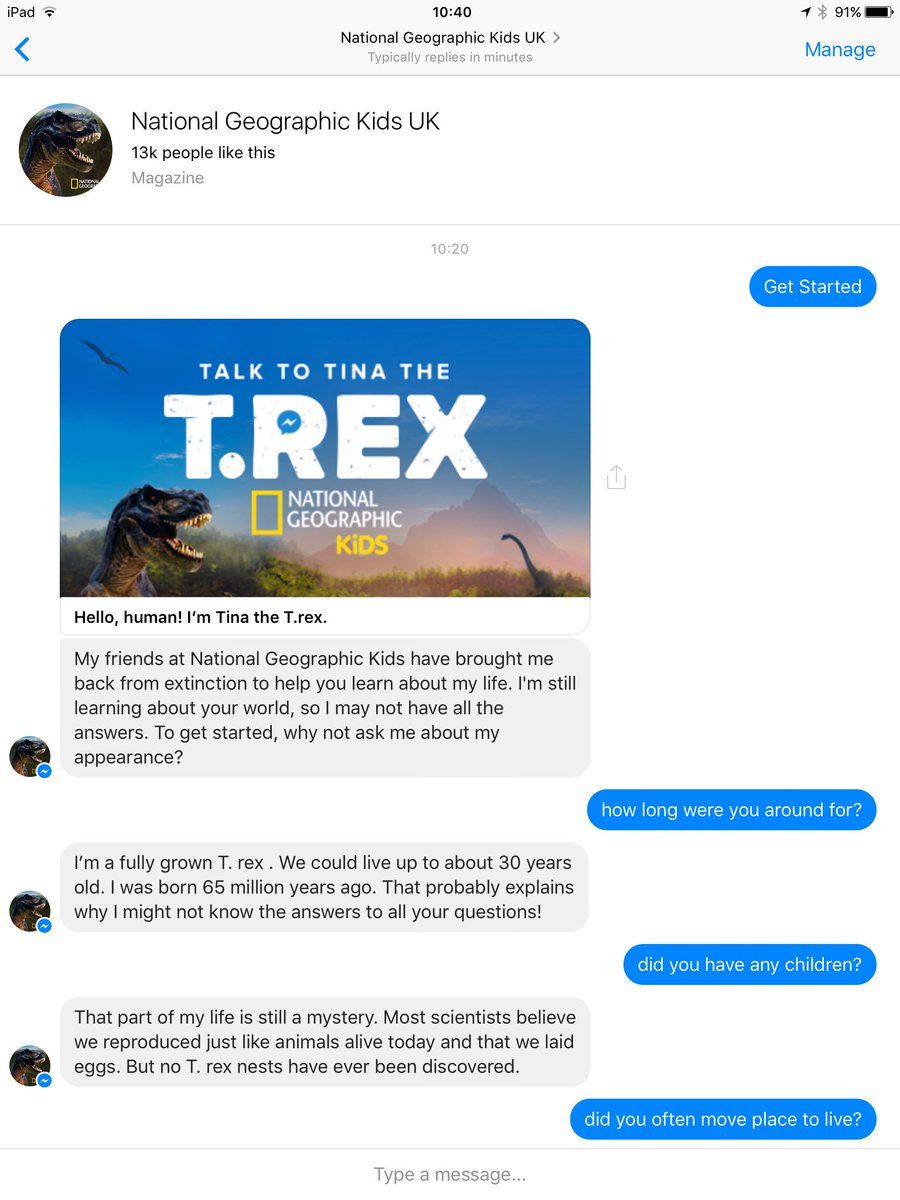 iPad
10:40
91%
National Geographic Kids UK
Typically replies in minutes
Manage
National Geographic Kids UK
13k people like this
Magazine
10:20
Get Started
TALK TO TINA THE
T.REX
NATIONAL
GEOGRAPHIC
KiDS
Hello, human! I’m Tina the T.rex.
My friends at National Geographic Kids have brought me
back from extinction to help you learn about my life. I'm still
learning about your world, so I may not have all the
answers. To get started, why not ask me about my
appearance?
how long were you around for?
I’m a fully grown T. rex . We could live up to about 30 years
old. I was born 65 million years ago. That probably explains
why I might not know the answers to all your questions!
did you have any children?
That part of my life is still a mystery. Most scientists believe
we reproduced just like animals alive today and that we laid
eggs. But no T. rex nests have ever been discovered.
did you often move place to live?
Type a message...